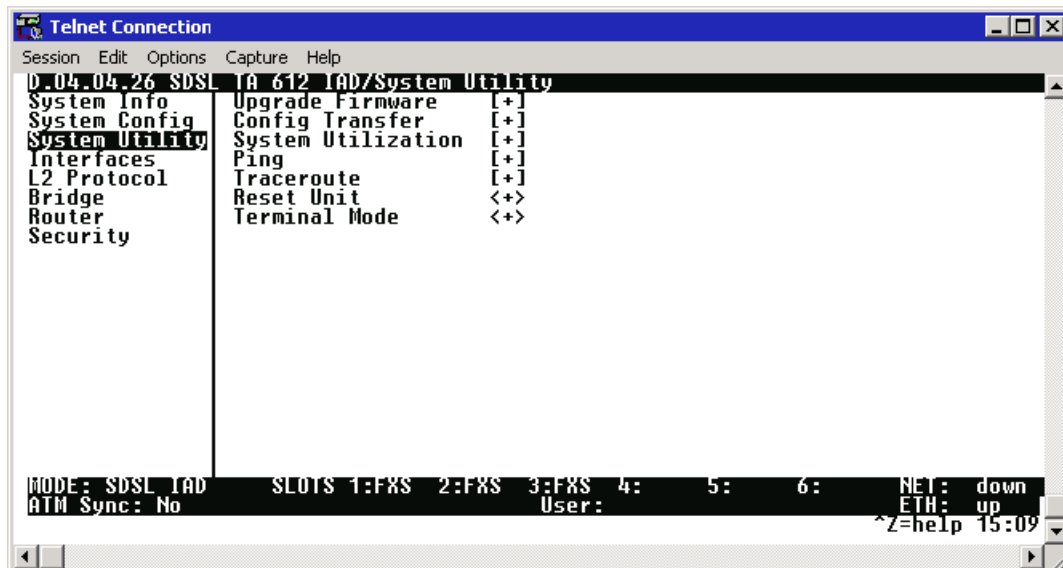 Telnet Connection
Session Edit Options Capture Help
D.04.04.26 SDSL TA 612 IAD/System Utility
System Info Upgrade Firmware [+]
System Config Config Transfer [+]
System Utility System Utilization [+]
Interfaces Ping [+]
L2 Protocol Traceroute [+]
Bridge Reset Unit <+>
Router Terminal Mode <+>
Security
MODE: SDSL IAD SLOTS 1:FXS 2:FXS 3:FXS 4: 5: 6: NET: down
ATM Sync: No User: ETH: up
^Z=help 15:09